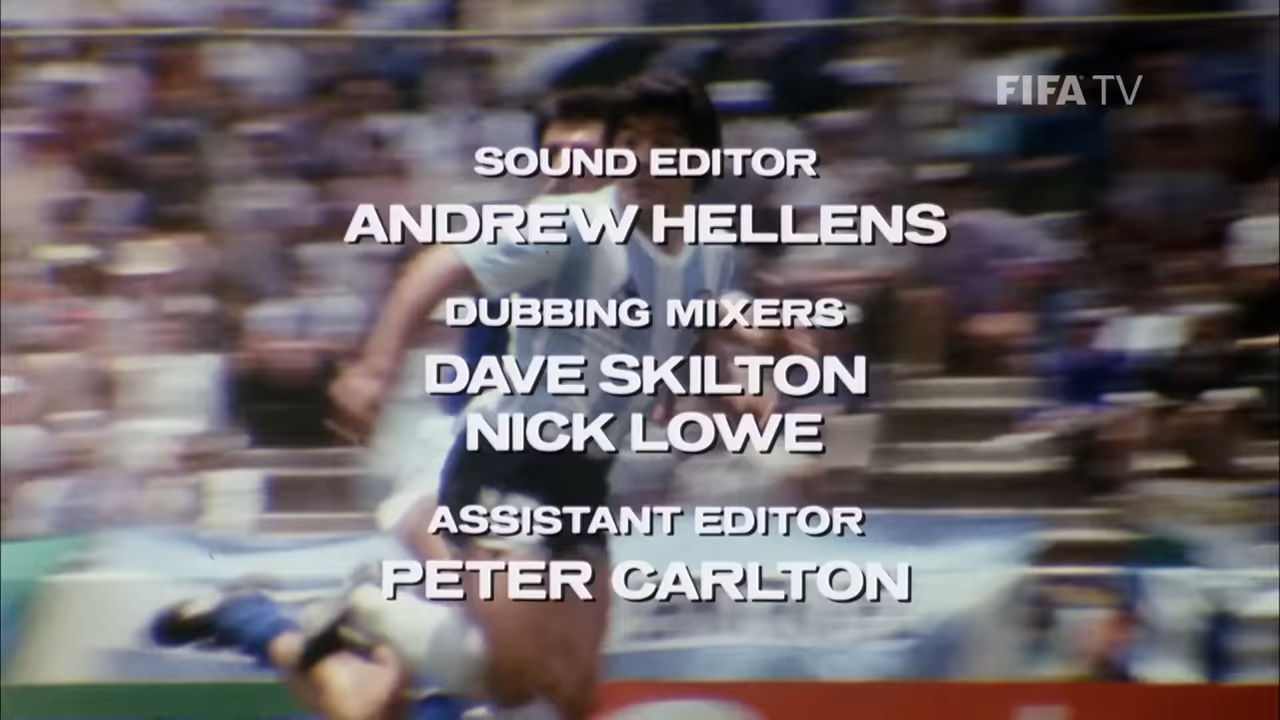 FIFA TV
SOUND EDITOR
ANDREW HELLENS
DUBBING MIXERS
DAVE SKILTON
NICK LOWE
ASSISTANT EDITOR
PETER CARLTON